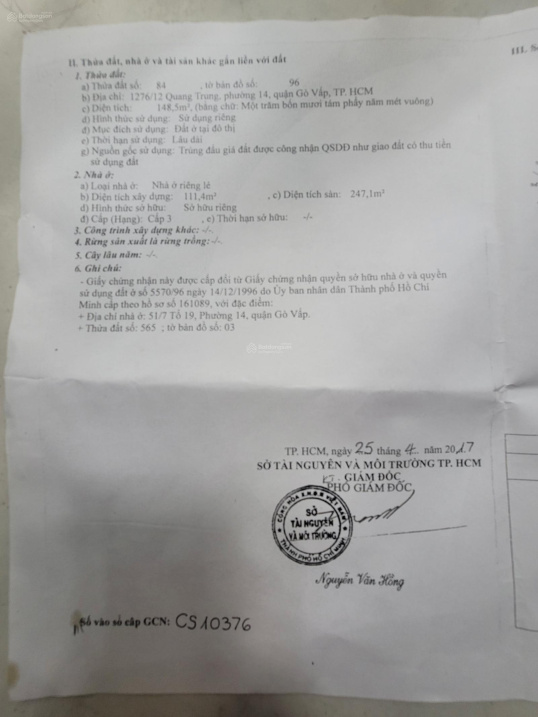 II. Thửa đất, nhà ở và tài sản khác gắn liền với đất
1. Thửa đất:
a) Thửa đất số: 84 , tờ bản đồ số: 96
b) Địa chỉ: 1276/12 Quang Trung, phường 14, quận Gò Vấp, TP. HCM
c) Diện tích: 148,5m², (bằng chữ: Một trăm bốn mươi tám phẩy năm mét vuông)
d) Hình thức sử dụng: Sử dụng riêng
đ) Mục đích sử dụng: Đất ở tại đô thị
e) Thời hạn sử dụng: Lâu dài
g) Nguồn gốc sử dụng: Trúng đấu giá đất được công nhận QSDĐ như giao đất có thu tiền
sử dụng đất
2. Nhà ở:
a) Loại nhà ở: Nhà ở riêng lẻ
b) Diện tích xây dựng: 111,4m² , c) Diện tích sàn: 247,1m²
d) Hình thức sở hữu: Sở hữu riêng
đ) Cấp (Hạng): Cấp 3 , e) Thời hạn sở hữu: -/-
3. Công trình xây dựng khác: -/-
4. Rừng sản xuất là rừng trồng: -/-
5. Cây lâu năm: -/-
6. Ghi chú:
- Giấy chứng nhận này được cấp đổi từ Giấy chứng nhận quyền sở hữu nhà ở và quyền
sử dụng đất ở số 5570/96 ngày 14/12/1996 do Ủy ban nhân dân Thành phố Hồ Chí
Minh cấp theo hồ sơ số 161089, với đặc điểm:
+ Địa chỉ nhà ở: 51/7 Tổ 19, Phường 14, quận Gò Vấp.
+ Thửa đất số: 565 ; tờ bản đồ số: 03
III. S
TP. HCM, ngày 25 tháng 4 năm 2017
SỞ TÀI NGUYÊN VÀ MÔI TRƯỜNG TP. HCM
GIÁM ĐỐC
PHÓ GIÁM ĐỐC
CỘNG HÒA X.H.C.N VIỆT NAM
SỞ
TÀI NGUYÊN
VÀ MÔI TRƯỜNG
THÀNH PHỐ HỒ CHÍ MINH
Nguyễn Văn Hồng
Số vào sổ cấp GCN: CS10376